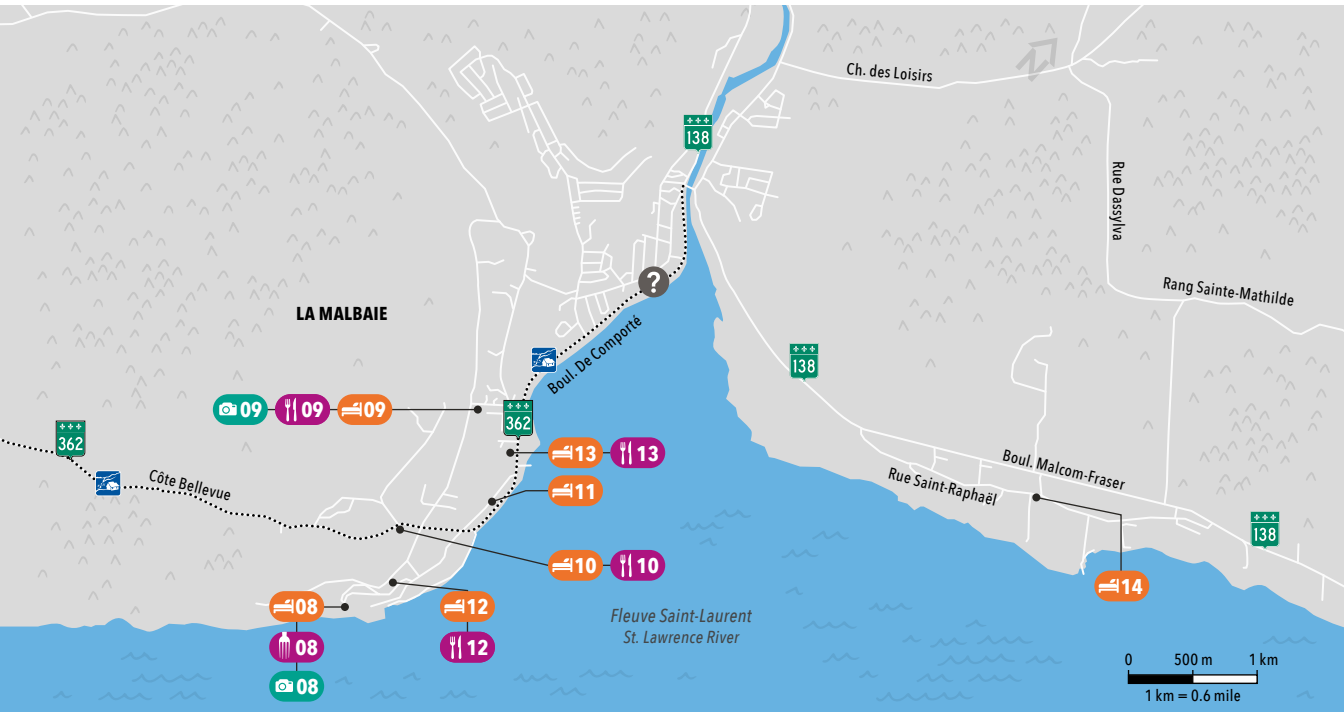 Ch. des Loisirs
138
Rue Dassylva
?
Rang Sainte-Mathilde
LA MALBAIE
Boul. De Comporté
138
09
09
09
362
362
13
13
Côte Bellevue
11
Boul. Malcom-Fraser
Rue Saint-Raphaël
138
10
10
14
08
12
Fleuve Saint-Laurent
St. Lawrence River
08
12
08
0 500 m 1 km
1 km = 0.6 mile
N